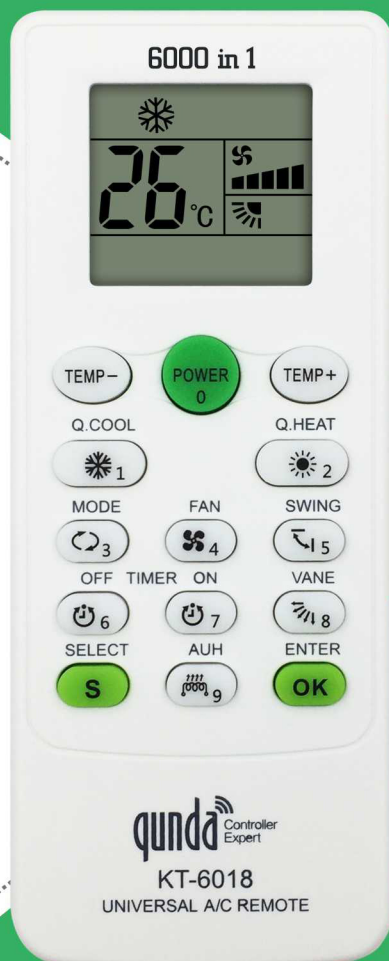 6000 in 1
26°C
TEMP− POWER 0 TEMP+
Q.COOL Q.HEAT
1 2
MODE FAN SWING
3 4 5
OFF TIMER ON VANE
6 7 8
SELECT AUH ENTER
S 9 OK
qunda Controller Expert
KT-6018
UNIVERSAL A/C REMOTE